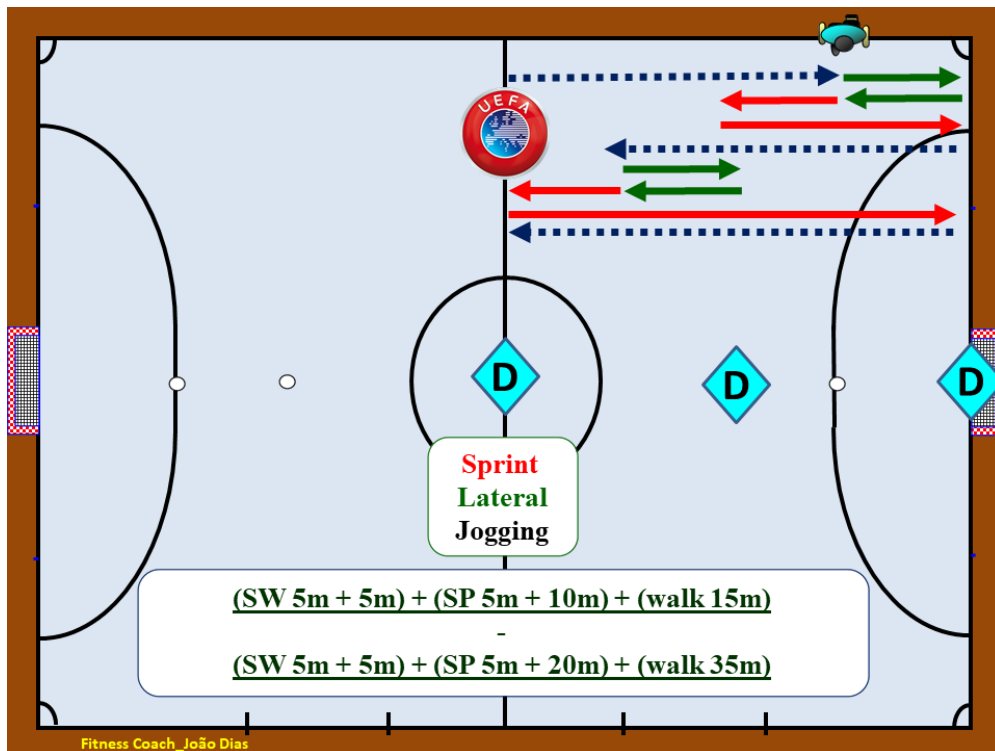 UEFA
D D D
Sprint
Lateral
Jogging
(SW 5m + 5m) + (SP 5m + 10m) + (walk 15m)
-
(SW 5m + 5m) + (SP 5m + 20m) + (walk 35m)
Fitness Coach_João Dias